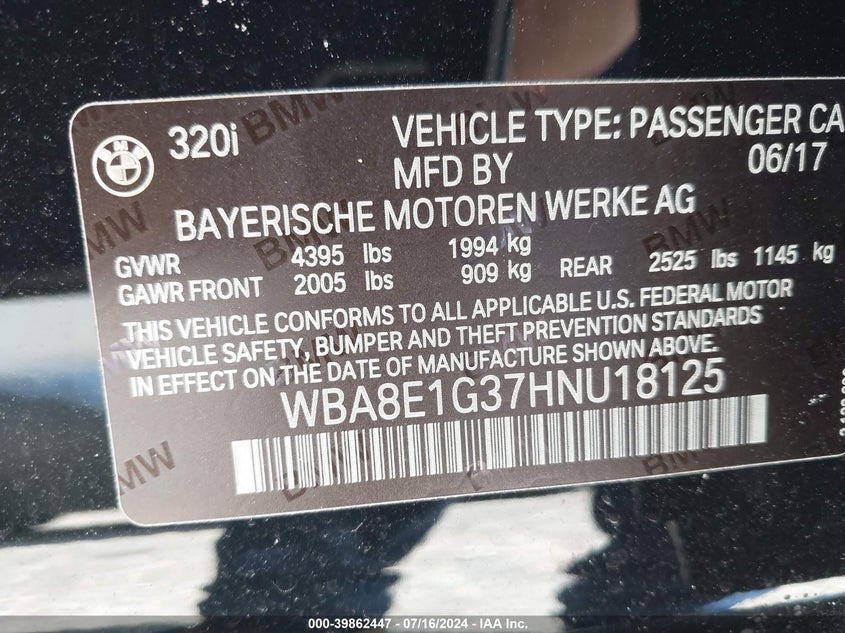 BMW
320i
VEHICLE TYPE: PASSENGER CA
MFD BY 06/17
BAYERISCHE MOTOREN WERKE AG
GVWR 4395 lbs 1994 kg
GAWR FRONT 2005 lbs 909 kg REAR 2525 lbs 1145 kg
THIS VEHICLE CONFORMS TO ALL APPLICABLE U.S. FEDERAL MOTOR
VEHICLE SAFETY, BUMPER AND THEFT PREVENTION STANDARDS
IN EFFECT ON THE DATE OF MANUFACTURE SHOWN ABOVE.
WBA8E1G37HNU18125
000-39862447 - 07/16/2024 - IAA Inc.